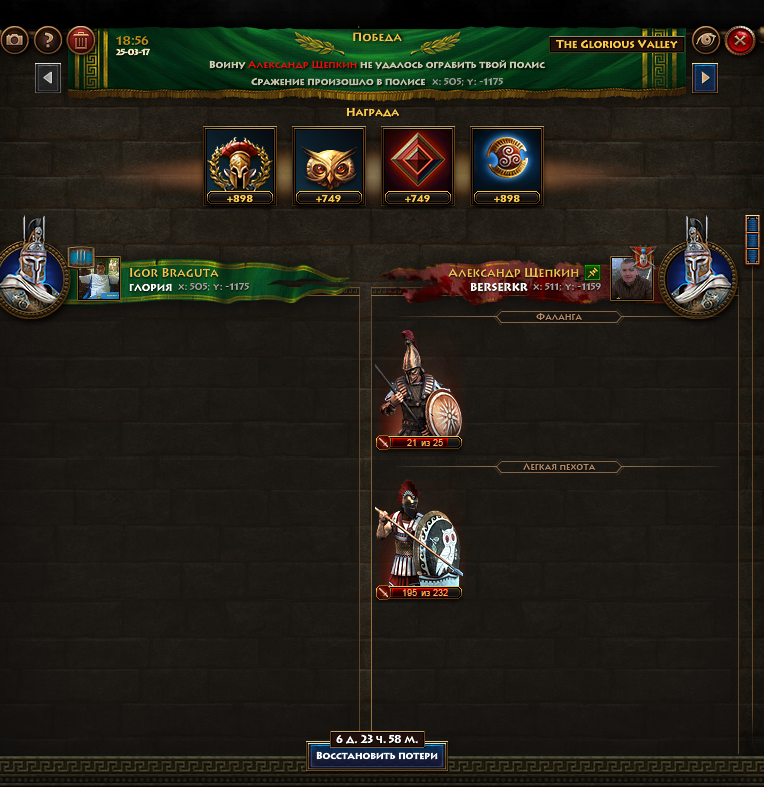 18:56
25-03-17
Победа
The Glorious Valley
Воину Александр Щепкин не удалось ограбить твой полис
Сражение произошло в полисе X: 505; Y: -1175
Награда
+898
+749
+749
+898
Igor Braguta
глория X: 505; Y: -1175
Александр Щепкин
BERSERKR X: 511; Y: -1159
Фаланга
21 из 25
Легкая пехота
195 из 232
6 д. 23 ч. 58 м.
Восстановить потери